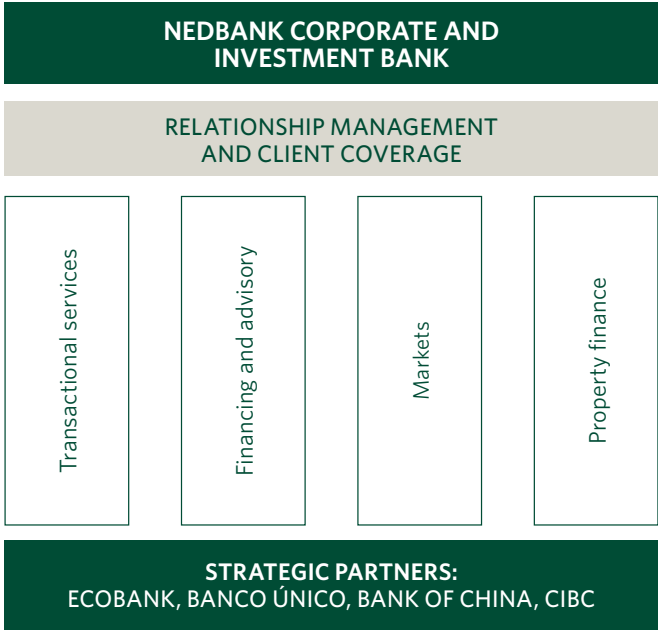 NEDBANK CORPORATE AND
INVESTMENT BANK
RELATIONSHIP MANAGEMENT
AND CLIENT COVERAGE
Transactional services
Financing and advisory
Markets
Property finance
STRATEGIC PARTNERS:
ECOBANK, BANCO ÚNICO, BANK OF CHINA, CIBC